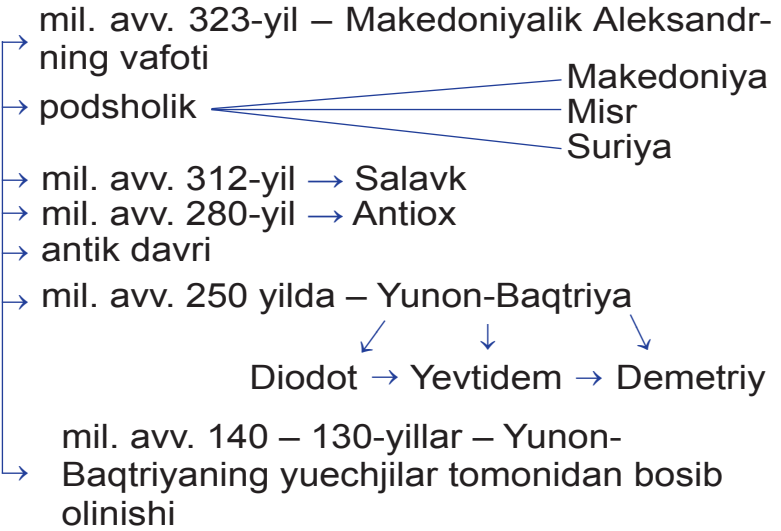 mil. avv. 323-yil – Makedoniyalik Aleksandr-
ning vafoti
podsholik
Makedoniya
Misr
Suriya
mil. avv. 312-yil → Salavk
mil. avv. 280-yil → Antiox
antik davri
mil. avv. 250 yilda – Yunon-Baqtriya
Diodot → Yevtidem → Demetriy
mil. avv. 140 – 130-yillar – Yunon-
Baqtriyaning yuechjilar tomonidan bosib
olinishi